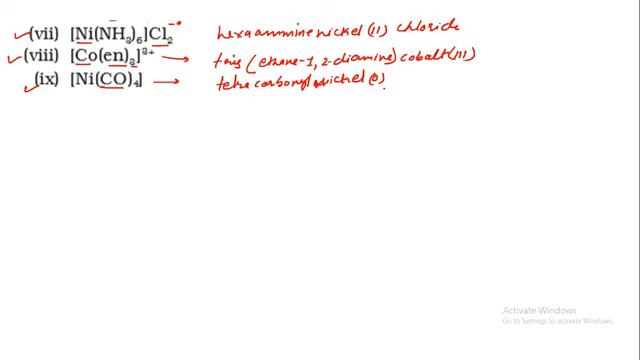 (vii) [Ni(NH3)6]Cl2 hexaamminenickel (II) chloride
(viii) [Co(en)3]3+ → tris (ethane-1, 2-diamine) cobalt (III)
(ix) [Ni(CO)4] → tetracarbonylnickel (0)
Activate Windows
Go to Settings to activate Windows.